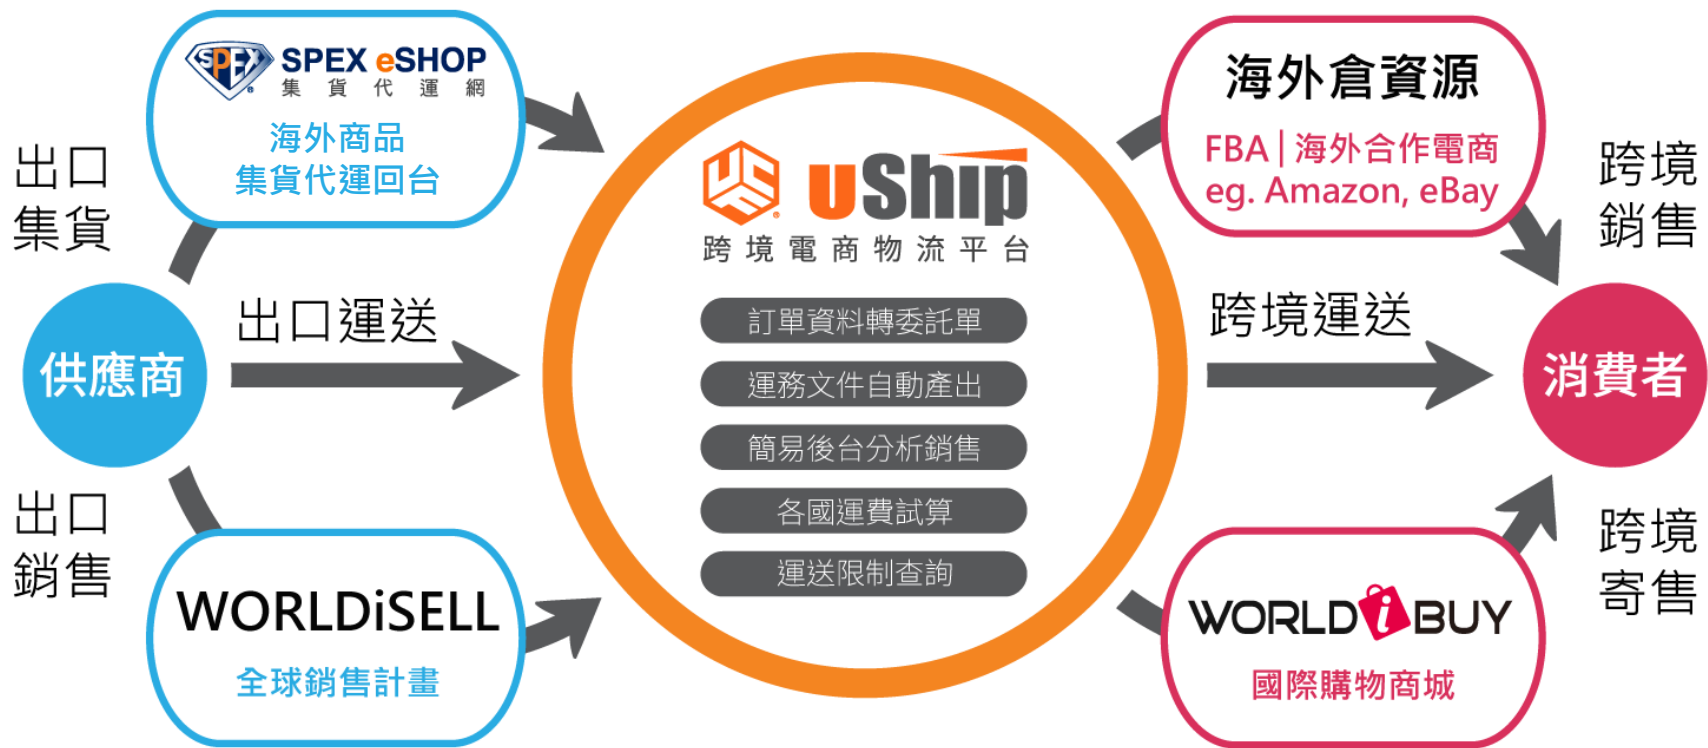 SPEX
SPEX eSHOP
集貨代運網
海外商品
集貨代運回台
出口
集貨
供應商
出口運送
出口
銷售
WORLDiSELL
全球銷售計畫
uShip
跨境電商物流平台
訂單資料轉委託單
運務文件自動產出
簡易後台分析銷售
各國運費試算
運送限制查詢
海外倉資源
FBA | 海外合作電商
eg. Amazon, eBay
跨境
銷售
跨境運送
消費者
跨境
寄售
WORLD i BUY
國際購物商城